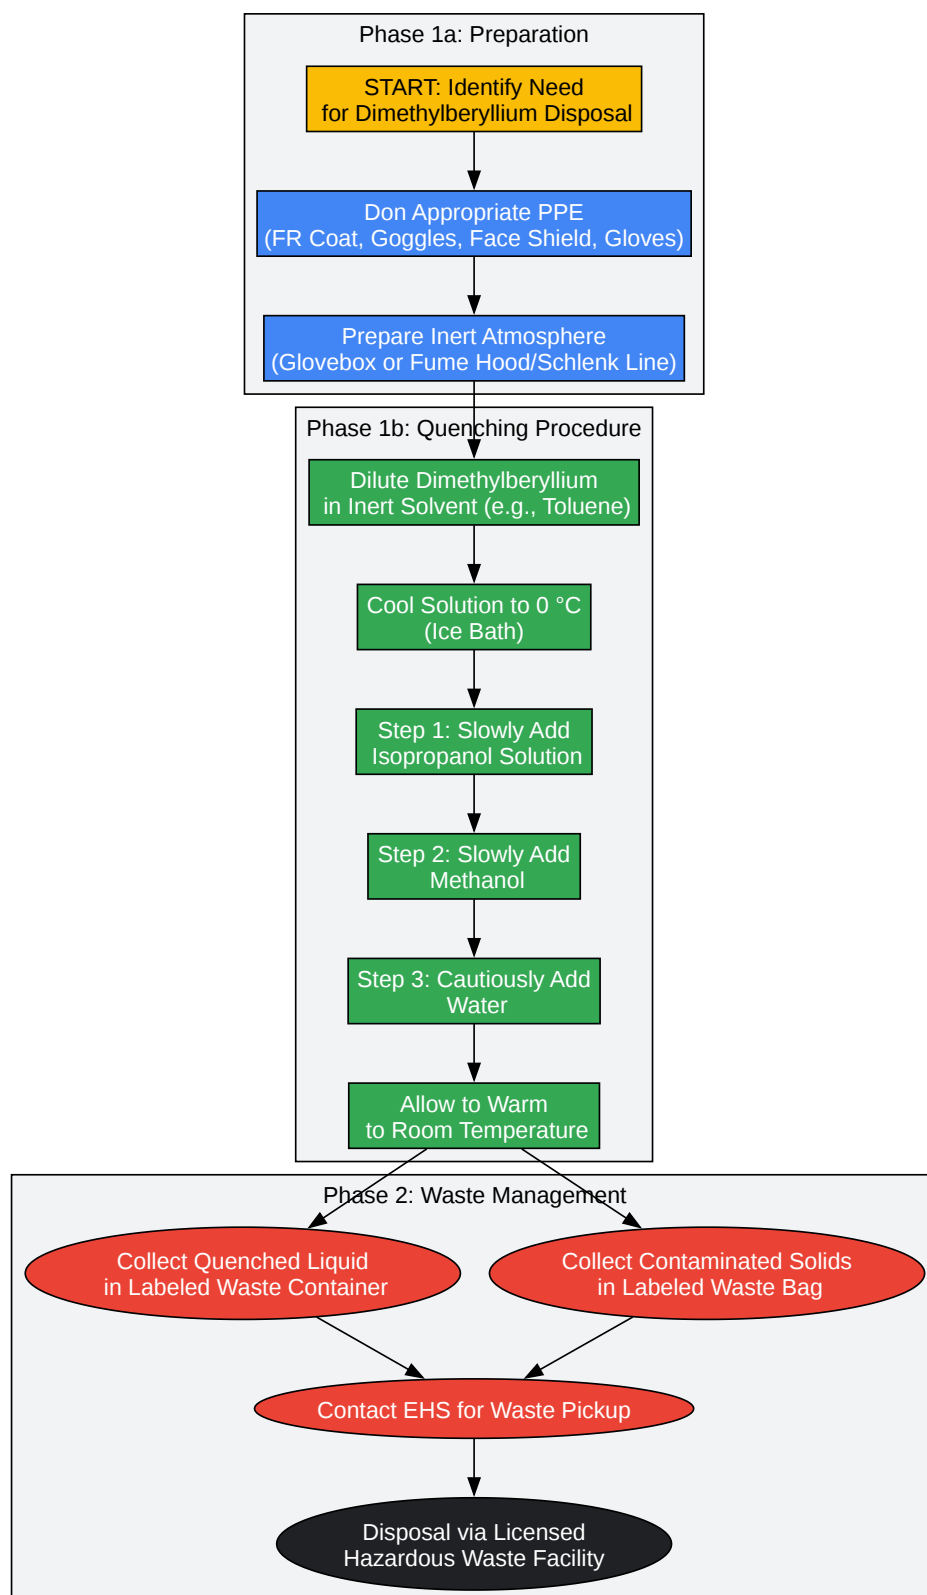 Phase 1a: Preparation
START: Identify Need
for Dimethylberyllium Disposal
Don Appropriate PPE
(FR Coat, Goggles, Face Shield, Gloves)
Prepare Inert Atmosphere
(Glovebox or Fume Hood/Schlenk Line)
Phase 1b: Quenching Procedure
Dilute Dimethylberyllium
in Inert Solvent (e.g., Toluene)
Cool Solution to 0 °C
(Ice Bath)
Step 1: Slowly Add
Isopropanol Solution
Step 2: Slowly Add
Methanol
Step 3: Cautiously Add
Water
Allow to Warm
to Room Temperature
Phase 2: Waste Management
Collect Quenched Liquid
in Labeled Waste Container
Collect Contaminated Solids
in Labeled Waste Bag
Contact EHS for Waste Pickup
Disposal via Licensed
Hazardous Waste Facility